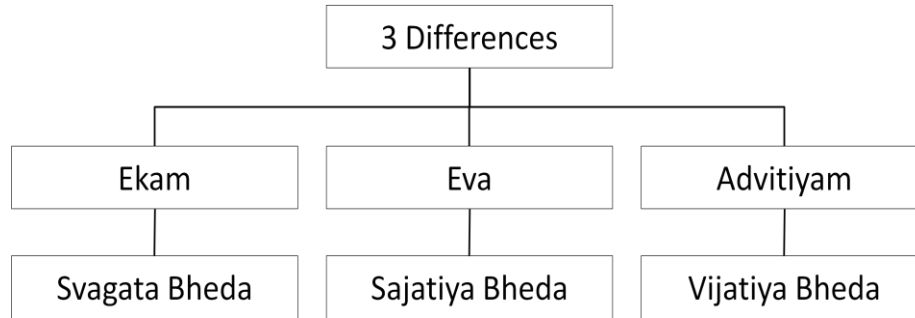 3 Differences
Ekam
Eva
Advitiyam
Svagata Bheda
Sajatiya Bheda
Vijatiya Bheda